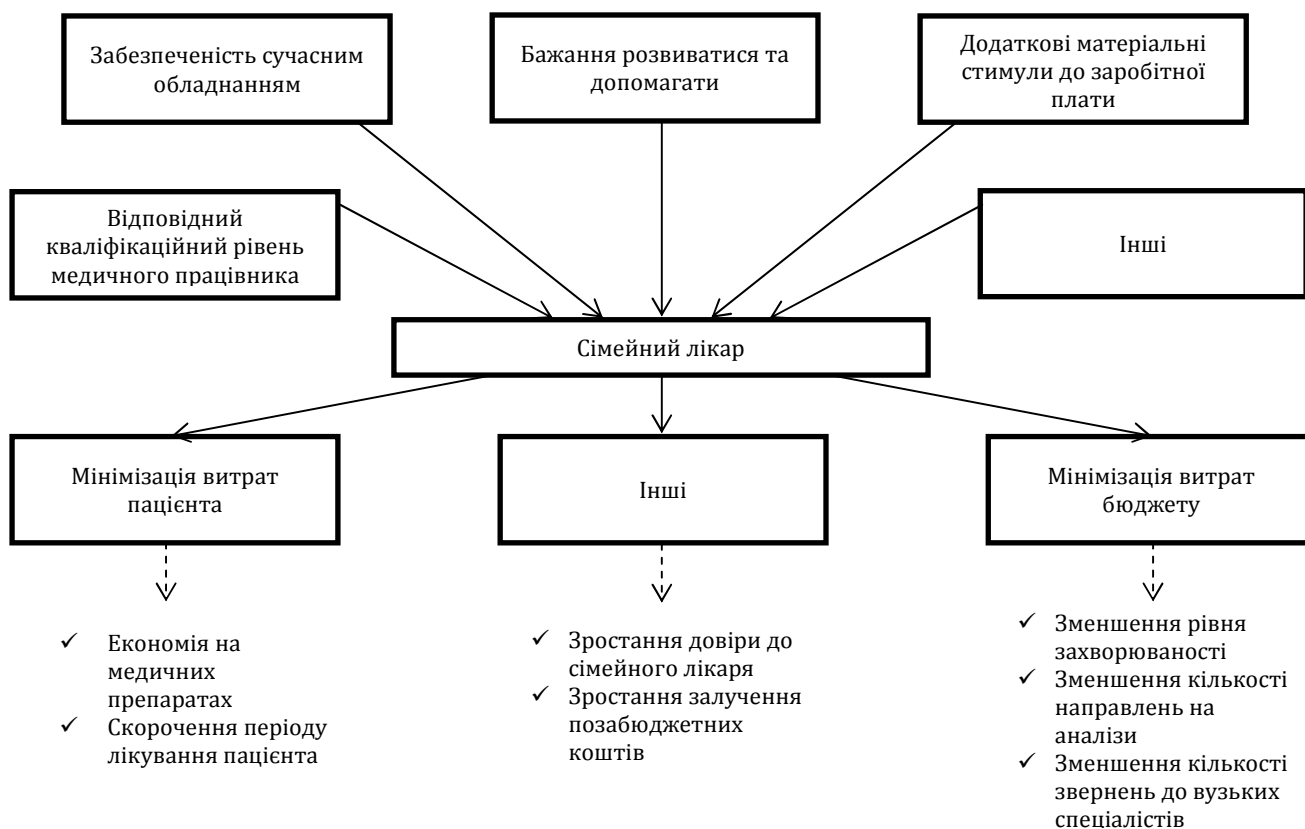 Забезпеченість сучасним
обладнанням
Бажання розвиватися та
допомагати
Додаткові матеріальні
стимули до заробітної
плати
Відповідний
кваліфікаційний рівень
медичного працівника
Інші
Сімейний лікар
Мінімізація витрат
пацієнта
Інші
Мінімізація витрат
бюджету
✓ Економія на
медичних
препаратах
✓ Скорочення періоду
лікування пацієнта
✓ Зростання довіри до
сімейного лікаря
✓ Зростання залучення
позабюджетних
коштів
✓ Зменшення рівня
захворюваності
✓ Зменшення кількості
направлень на
аналізи
✓ Зменшення кількості
звернень до вузьких
спеціалістів